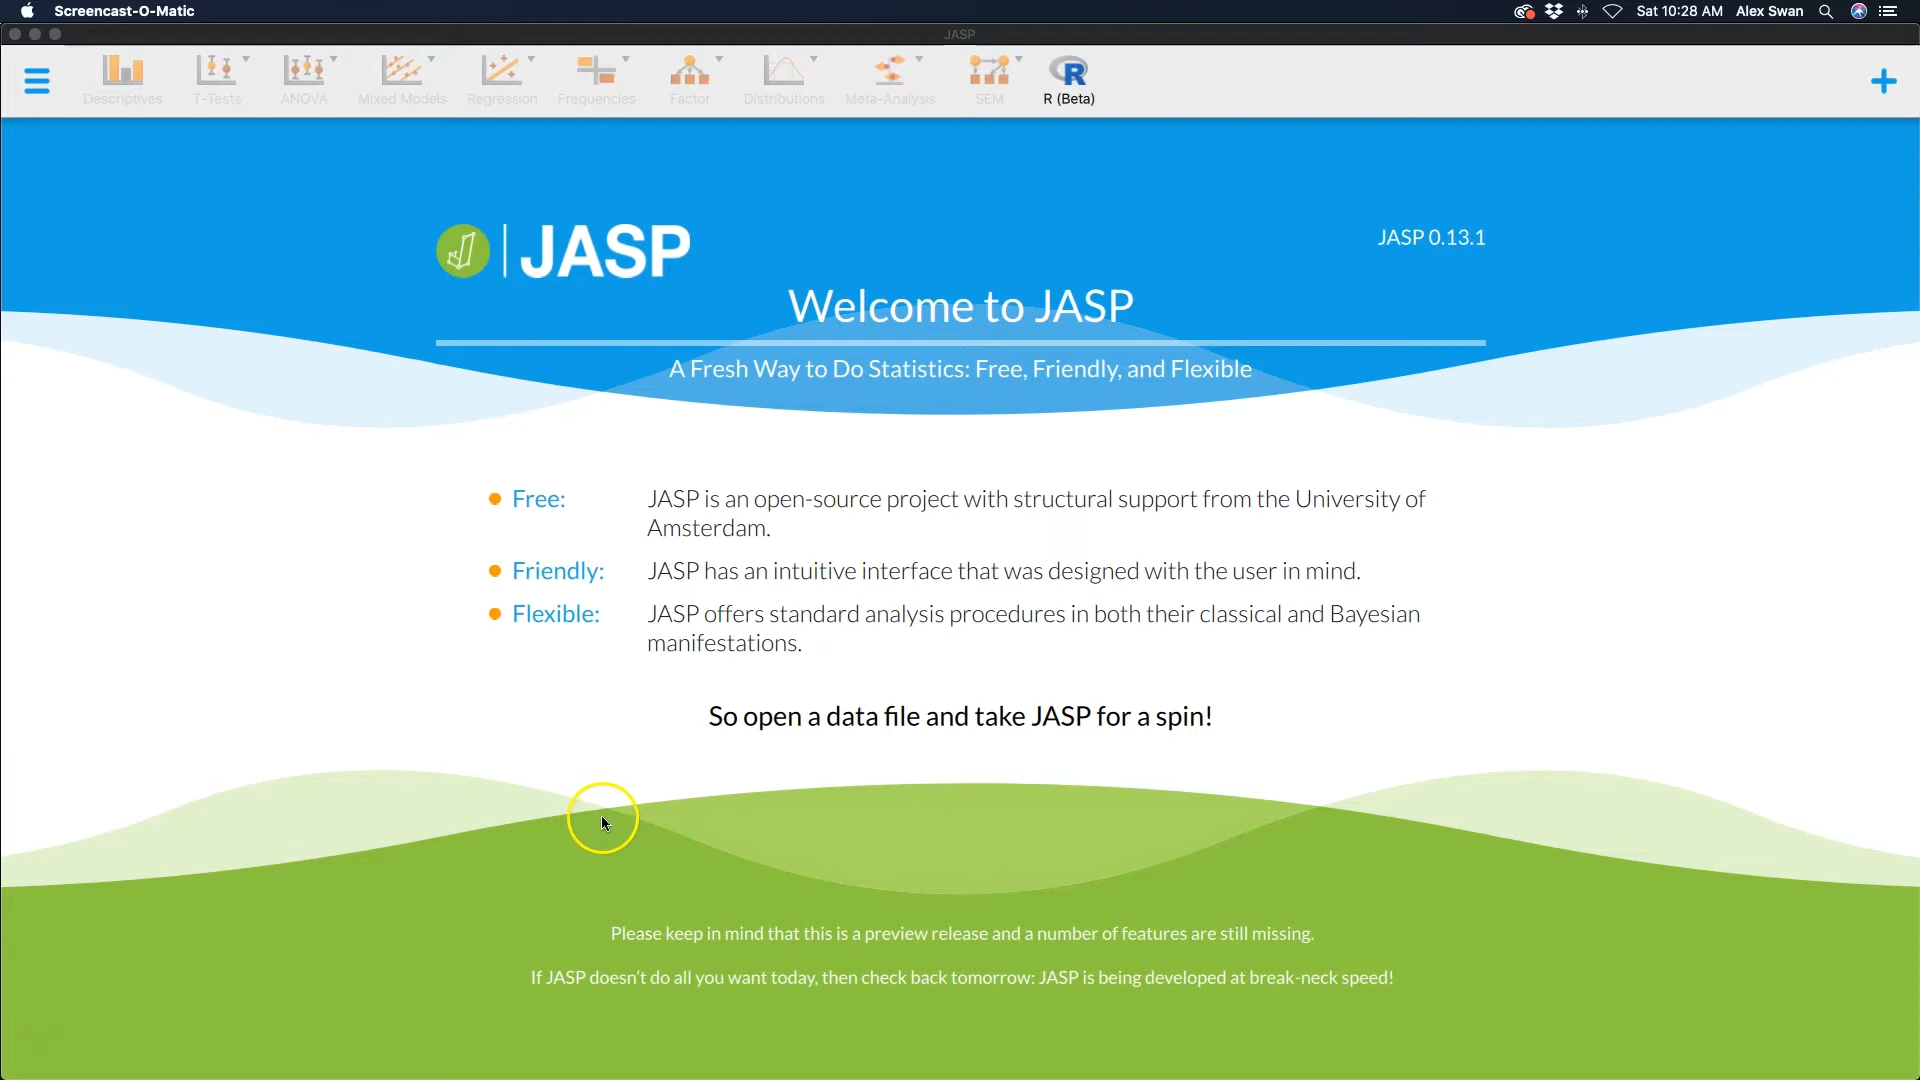 Screencast-O-Matic
Sat 10:28 AM Alex Swan
JASP
Descriptives T-Tests ANOVA Mixed Models Regression Frequencies Factor Distributions Meta-Analysis SEM R (Beta)
JASP
JASP 0.13.1
Welcome to JASP
A Fresh Way to Do Statistics: Free, Friendly, and Flexible
Free: JASP is an open-source project with structural support from the University of
Amsterdam.
Friendly: JASP has an intuitive interface that was designed with the user in mind.
Flexible: JASP offers standard analysis procedures in both their classical and Bayesian
manifestations.
So open a data file and take JASP for a spin!
Please keep in mind that this is a preview release and a number of features are still missing.
If JASP doesn't do all you want today, then check back tomorrow: JASP is being developed at break-neck speed!